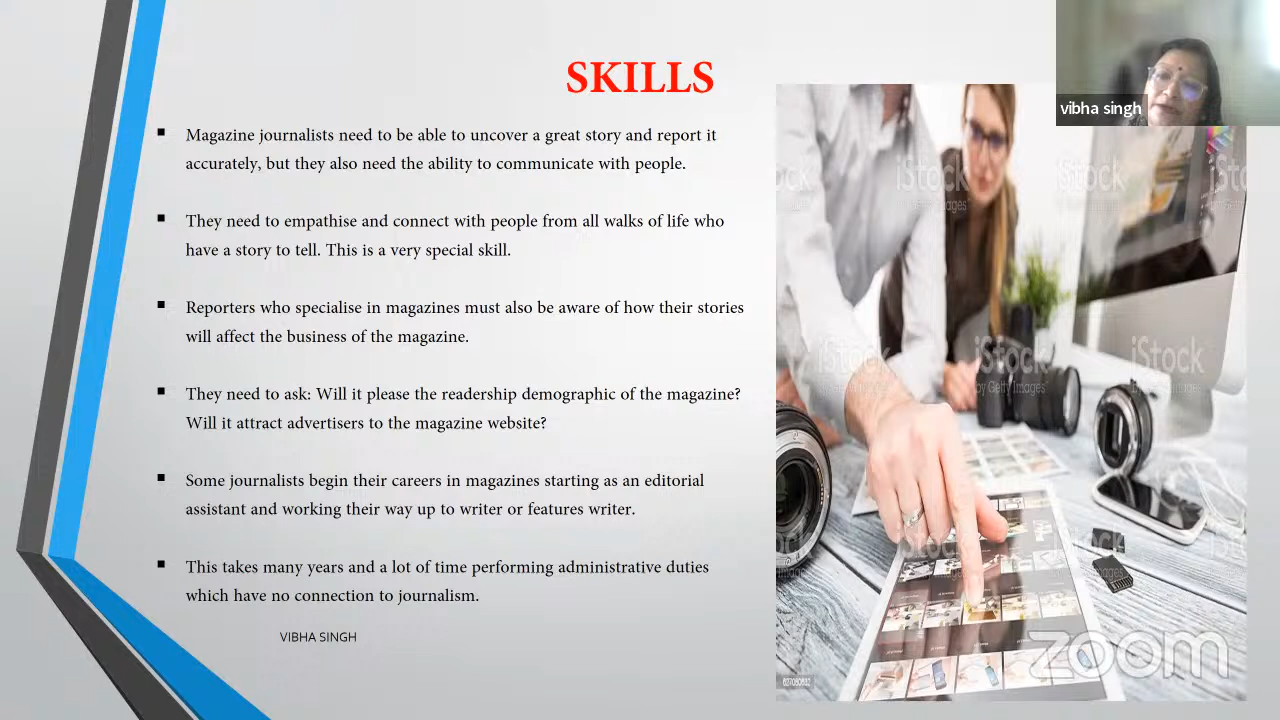 SKILLS
vibha singh
▪ Magazine journalists need to be able to uncover a great story and report it
accurately, but they also need the ability to communicate with people.
▪ They need to empathise and connect with people from all walks of life who
have a story to tell. This is a very special skill.
▪ Reporters who specialise in magazines must also be aware of how their stories
will affect the business of the magazine.
▪ They need to ask: Will it please the readership demographic of the magazine?
Will it attract advertisers to the magazine website?
▪ Some journalists begin their careers in magazines starting as an editorial
assistant and working their way up to writer or features writer.
▪ This takes many years and a lot of time performing administrative duties
which have no connection to journalism.
VIBHA SINGH
iStock
by Getty Images
iStock
iStock
iStock
by Getty Images
iStock
zoom